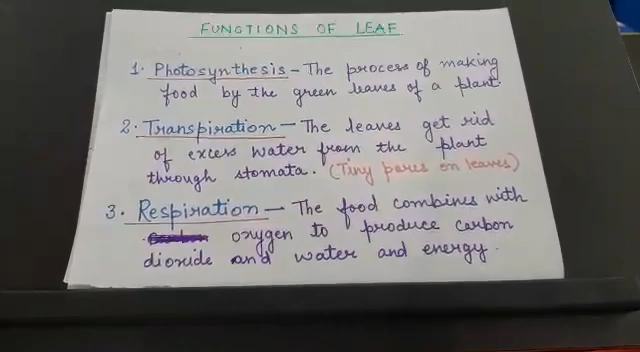 FUNCTIONS OF LEAF
1. Photosynthesis - The process of making
food by the green leaves of a plant.
2. Transpiration - The leaves get rid
of excess water from the plant
through stomata. (Tiny pores on leaves)
3. Respiration - The food combines with
oxygen to produce carbon
dioxide and water and energy.